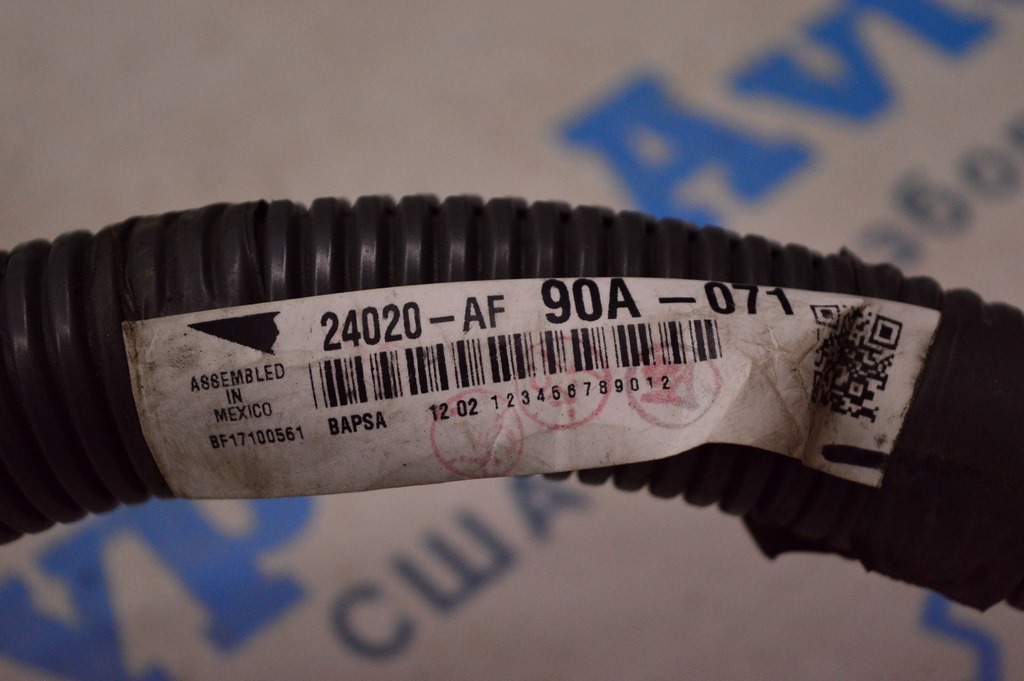 24020-AF 90A-071
ASSEMBLED
IN
MEXICO
BF17100561
BAPSA 12 02 123456789012
США